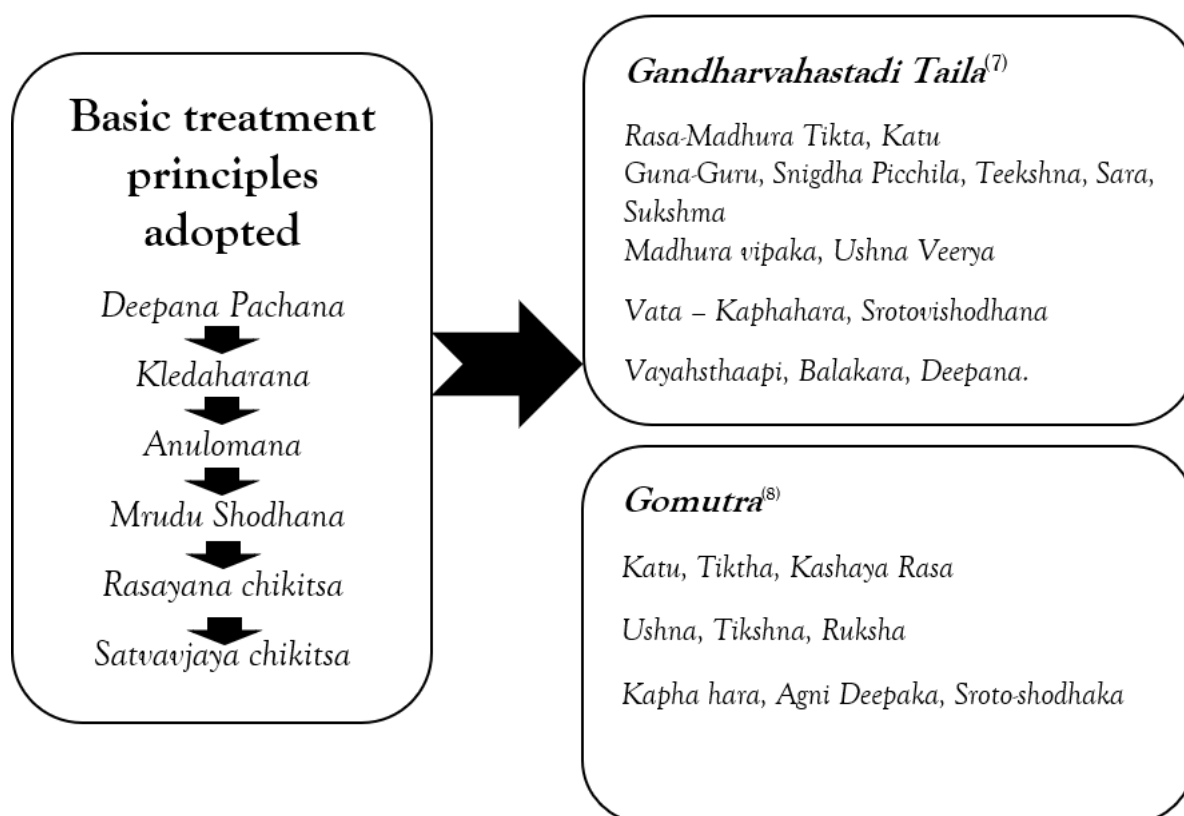 Basic treatment
principles
adopted
Deepana Pachana
Kledaharana
Anulomana
Mrudu Shodhana
Rasayana chikitsa
Satvavjaya chikitsa
Gandharvahastadi Taila(7)
Rasa-Madhura Tikta, Katu
Guna-Guru, Snigdha Picchila, Teekshna, Sara,
Sukshma
Madhura vipaka, Ushna Veerya
Vata – Kaphahara, Srotovishodhana
Vayahsthaapi, Balakara, Deepana.
Gomutra(8)
Katu, Tiktha, Kashaya Rasa
Ushna, Tikshna, Ruksha
Kapha hara, Agni Deepaka, Sroto-shodhaka